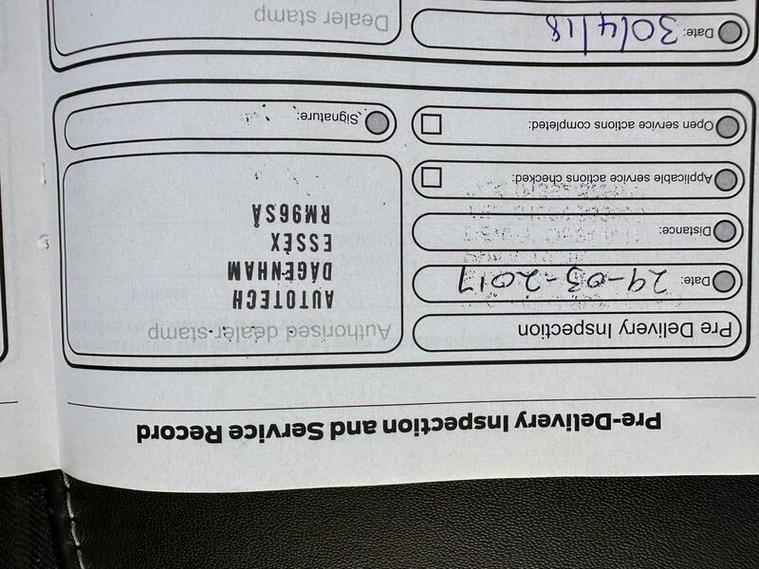 Pre-Delivery Inspection and Service Record
Pre Delivery Inspection
Date: 29-03-2017
Distance:
Applicable service actions checked:
Open service actions completed:
Authorised dealer-stamp
AUTOTECH
DAGENHAM
ESSEX
RM96SA
Signature:
Date: 30/4/18
Dealer stamp